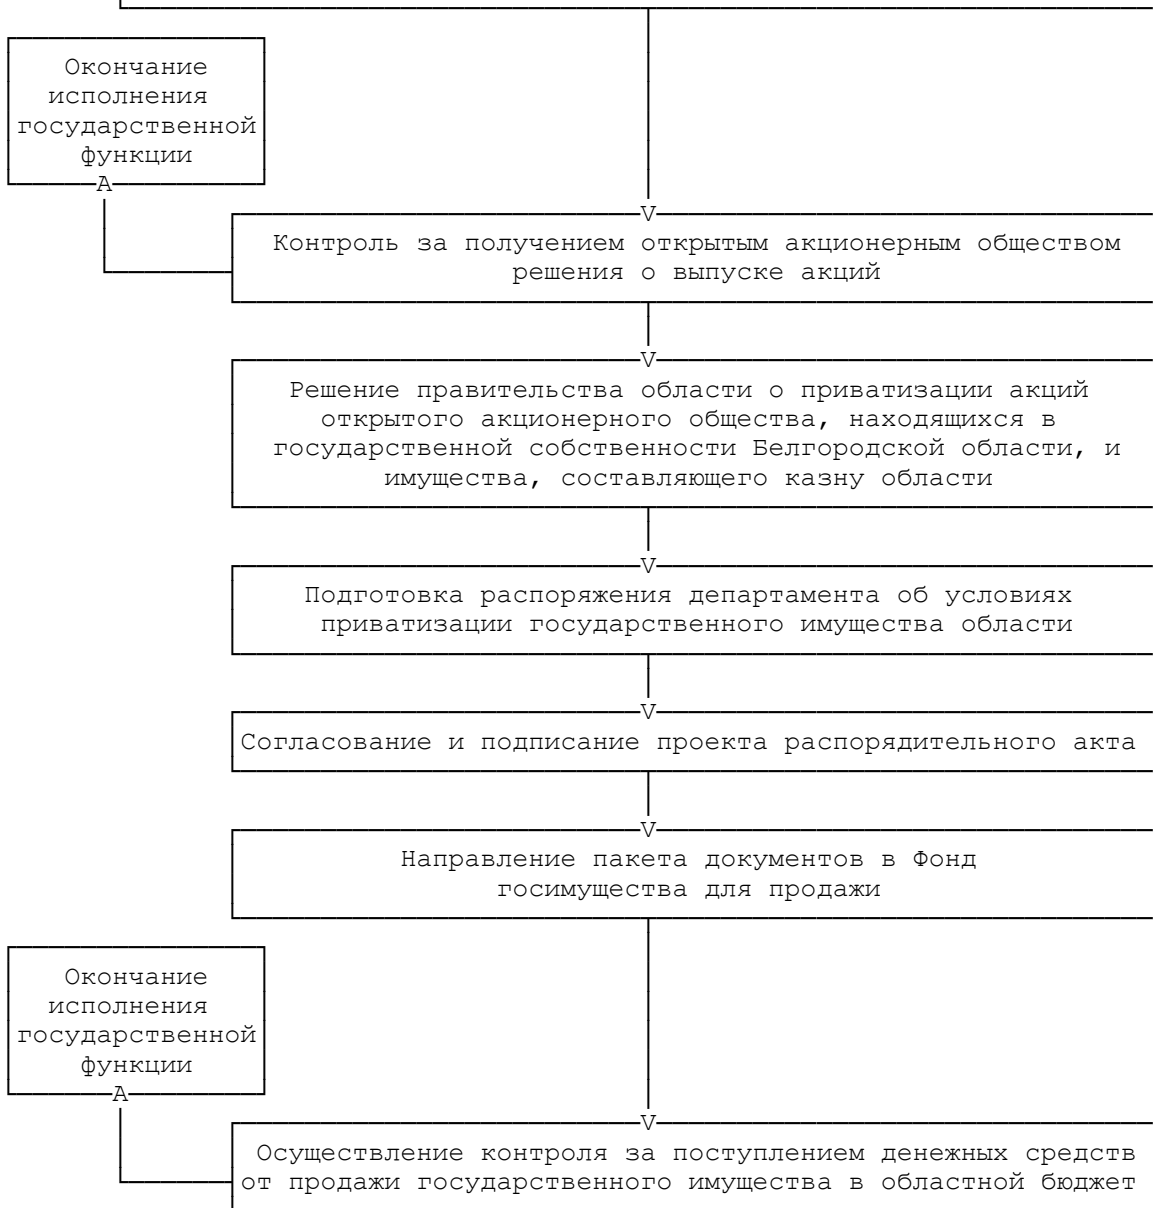 Окончание
исполнения
государственной
функции
А
V
Контроль за получением открытым акционерным обществом
решения о выпуске акций
V
Решение правительства области о приватизации акций
открытого акционерного общества, находящихся в
государственной собственности Белгородской области, и
имущества, составляющего казну области
V
Подготовка распоряжения департамента об условиях
приватизации государственного имущества области
V
Согласование и подписание проекта распорядительного акта
V
Направление пакета документов в Фонд
госимущества для продажи
Окончание
исполнения
государственной
функции
А
V
Осуществление контроля за поступлением денежных средств
от продажи государственного имущества в областной бюджет